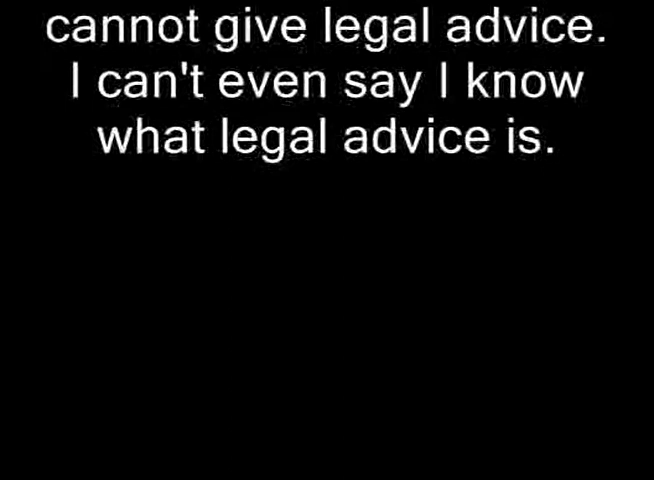 cannot give legal advice.
I can't even say I know
what legal advice is.